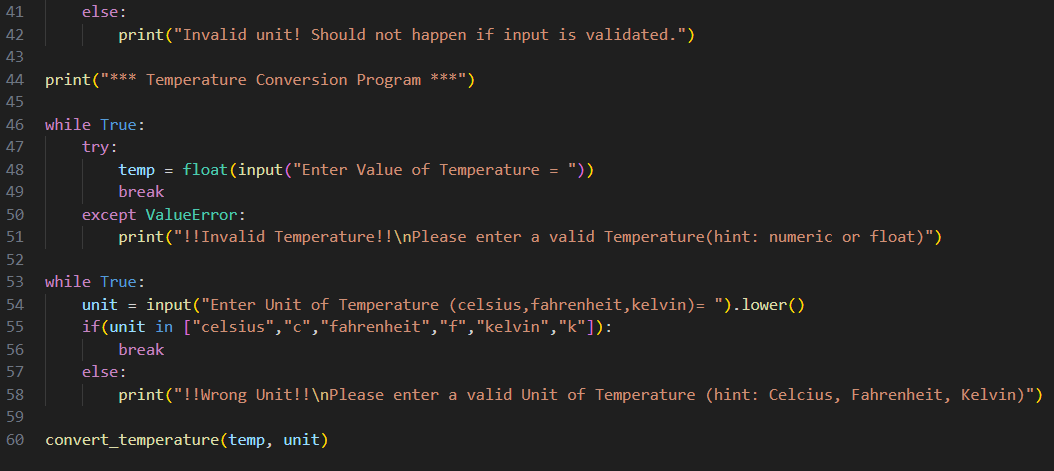 41 else:
42 print("Invalid unit! Should not happen if input is validated.")
43
44 print("*** Temperature Conversion Program ***")
45
46 while True:
47 try:
48 temp = float(input("Enter Value of Temperature = "))
49 break
50 except ValueError:
51 print("!!Invalid Temperature!!\nPlease enter a valid Temperature(hint: numeric or float)")
52
53 while True:
54 unit = input("Enter Unit of Temperature (celsius,fahrenheit,kelvin)= ").lower()
55 if(unit in ["celsius","c","fahrenheit","f","kelvin","k"]):
56 break
57 else:
58 print("!!Wrong Unit!!\nPlease enter a valid Unit of Temperature (hint: Celcius, Fahrenheit, Kelvin)")
59
60 convert_temperature(temp, unit)